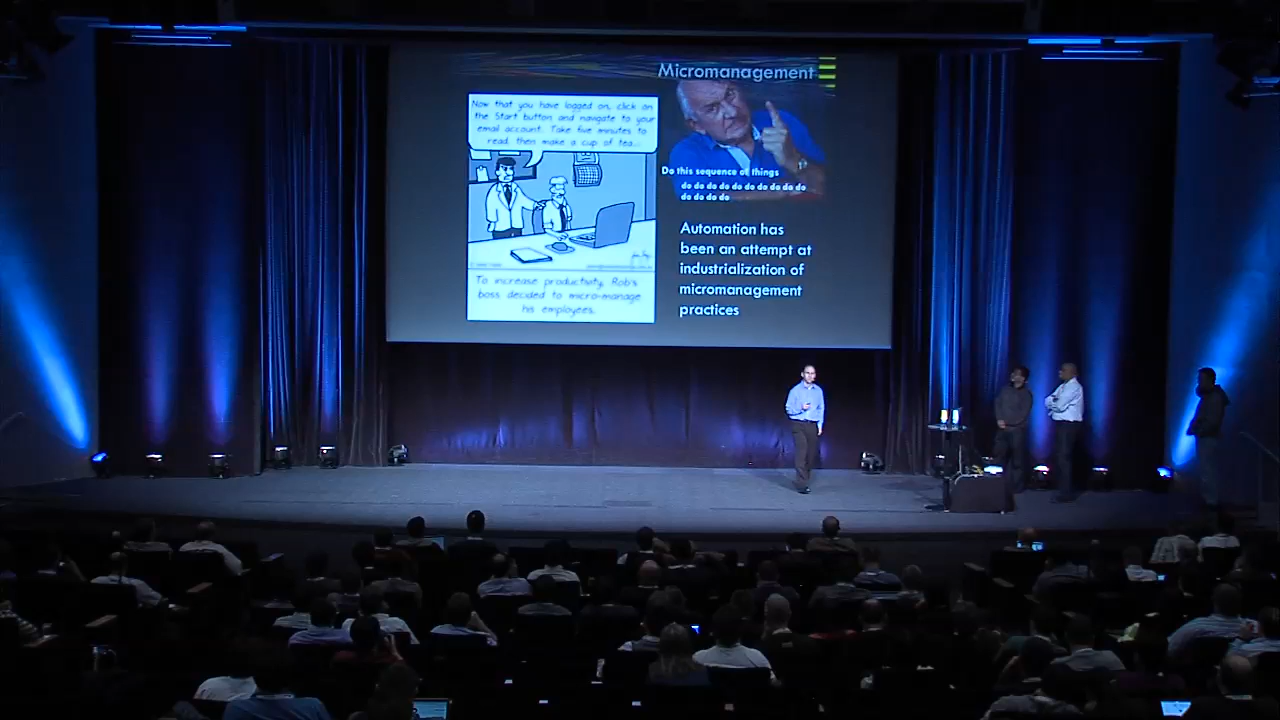 Micromanagement
Now that you have logged on, click on
the Start button and navigate to your
email account. Take five minutes to
read, then make a cup of tea...
Do this sequence of things
do do do do do do do do do do
do do do do
Automation has
been an attempt at
industrialization of
micromanagement
practices
To increase productivity, Rob's
boss decided to micro-manage
his employees.